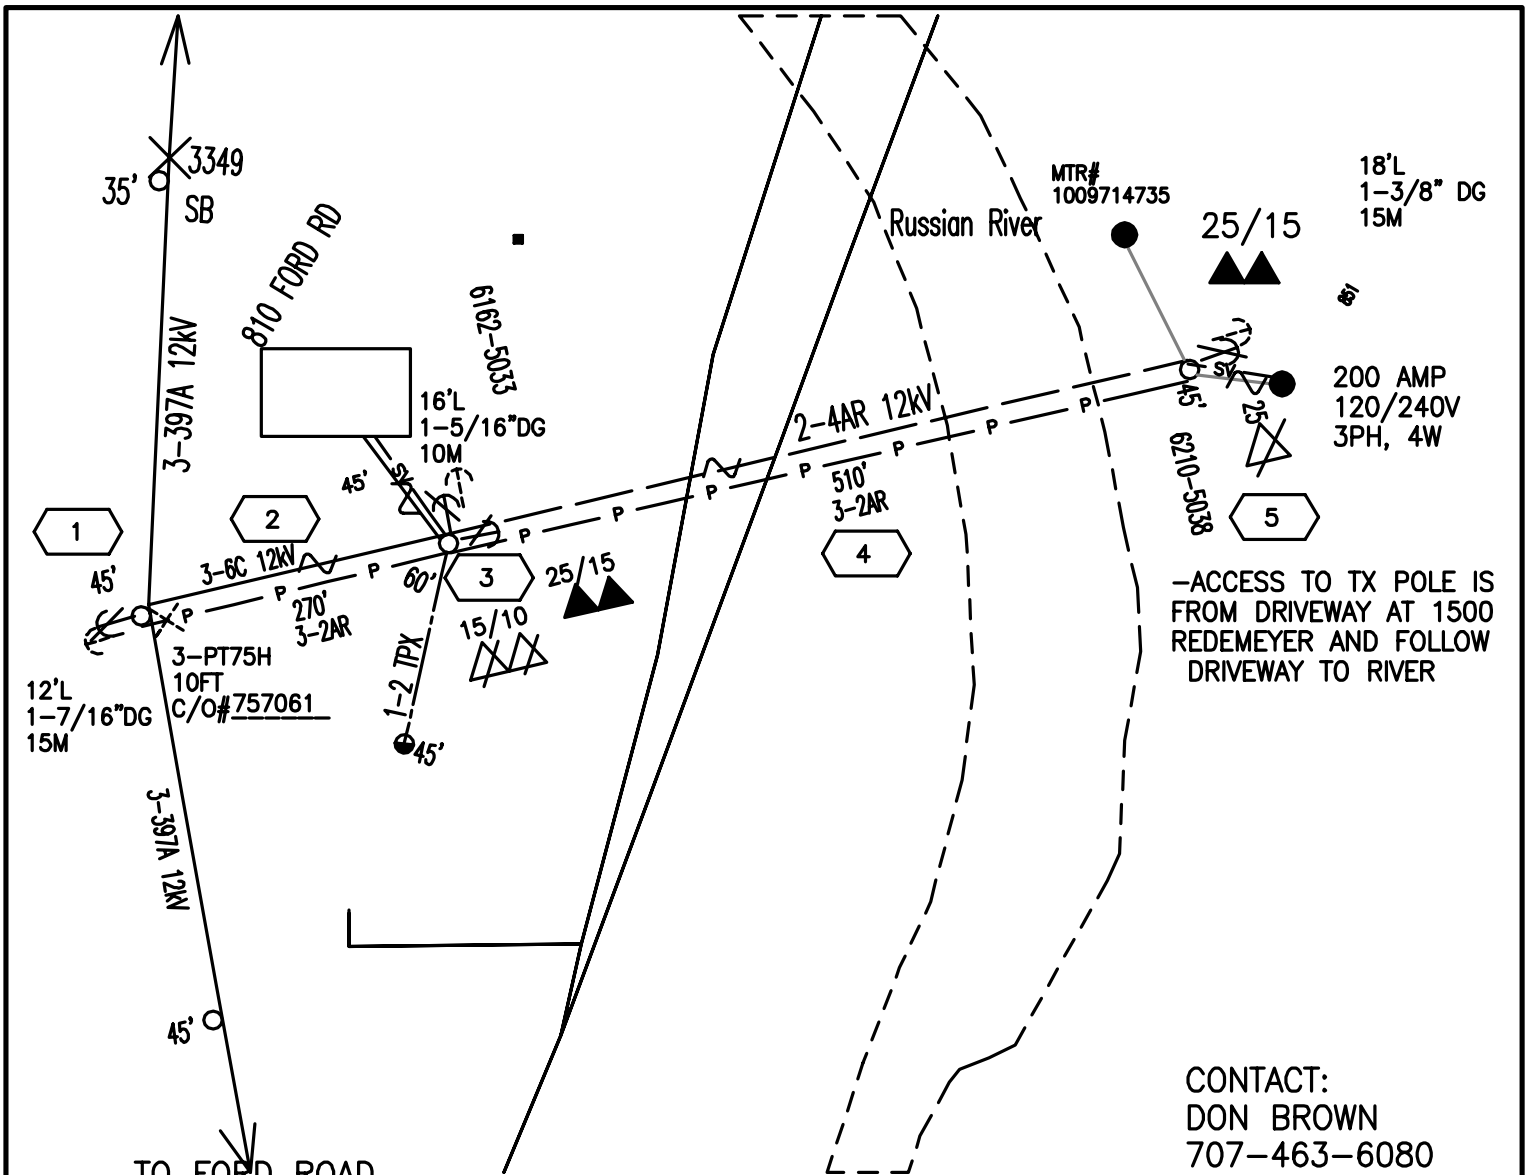 3349
35'
SB
810 FORD RD
6162-5033
3-397A 12kV
MTR#
1009714735
18'L
1-3/8" DG
15M
Russian River
25/15
851
16'L
1-5/16"DG
10M
45'
SV
2-4AR 12kV
SV
45'
25
200 AMP
120/240V
3PH, 4W
6210-5038
1
2
3
4
5
3-6C 12kV
P
P
P
P
P
P
P
P
P
P
P
510'
3-2AR
45'
60'
270'
3-2AR
25/15
15/10
3-PT75H
10FT
C/O#757061
12'L
1-7/16"DG
15M
1-2 TPX
45'
-ACCESS TO TX POLE IS
FROM DRIVEWAY AT 1500
REDEMEYER AND FOLLOW
DRIVEWAY TO RIVER
3-397A 12kV
45'
CONTACT:
DON BROWN
707-463-6080
TO FORD ROAD